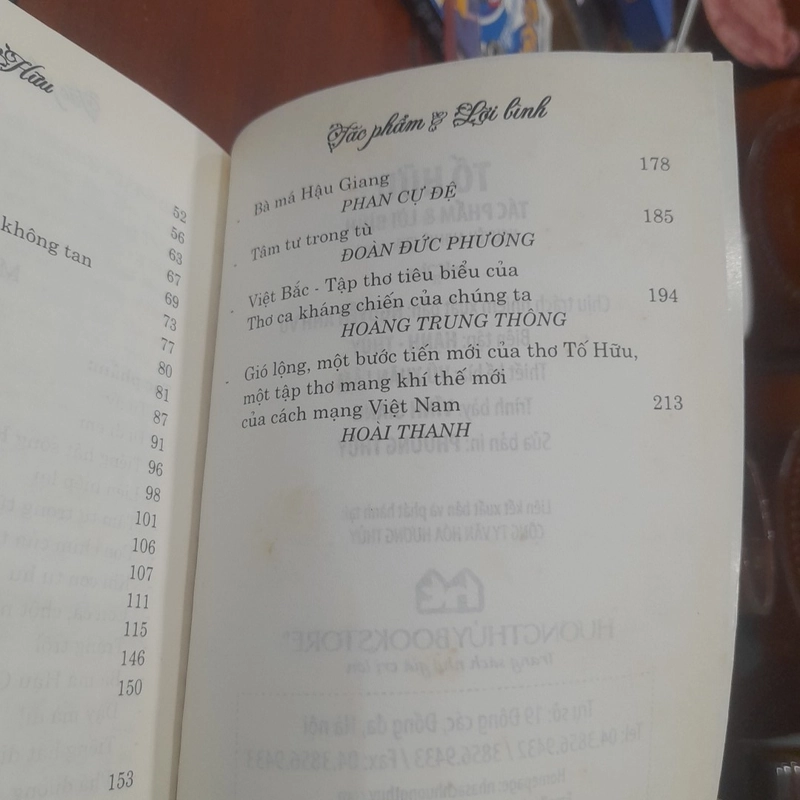 Hữu
không tan
52
56
63
67
69
73
77
80
81
87
91
96
98
101
106
107
111
115
146
150
153
Tác phẩm & Lời bình
- Bà má Hậu Giang 178
PHAN CỰ ĐỆ
- Tâm tư trong tù 185
ĐOÀN ĐỨC PHƯƠNG
- Việt Bắc - Tập thơ tiêu biểu của
Thơ ca kháng chiến của chúng ta 194
HOÀNG TRUNG THÔNG
- Gió lộng, một bước tiến mới của thơ Tố Hữu,
một tập thơ mang khí thế mới
của cách mạng Việt Nam 213
HOÀI THANH